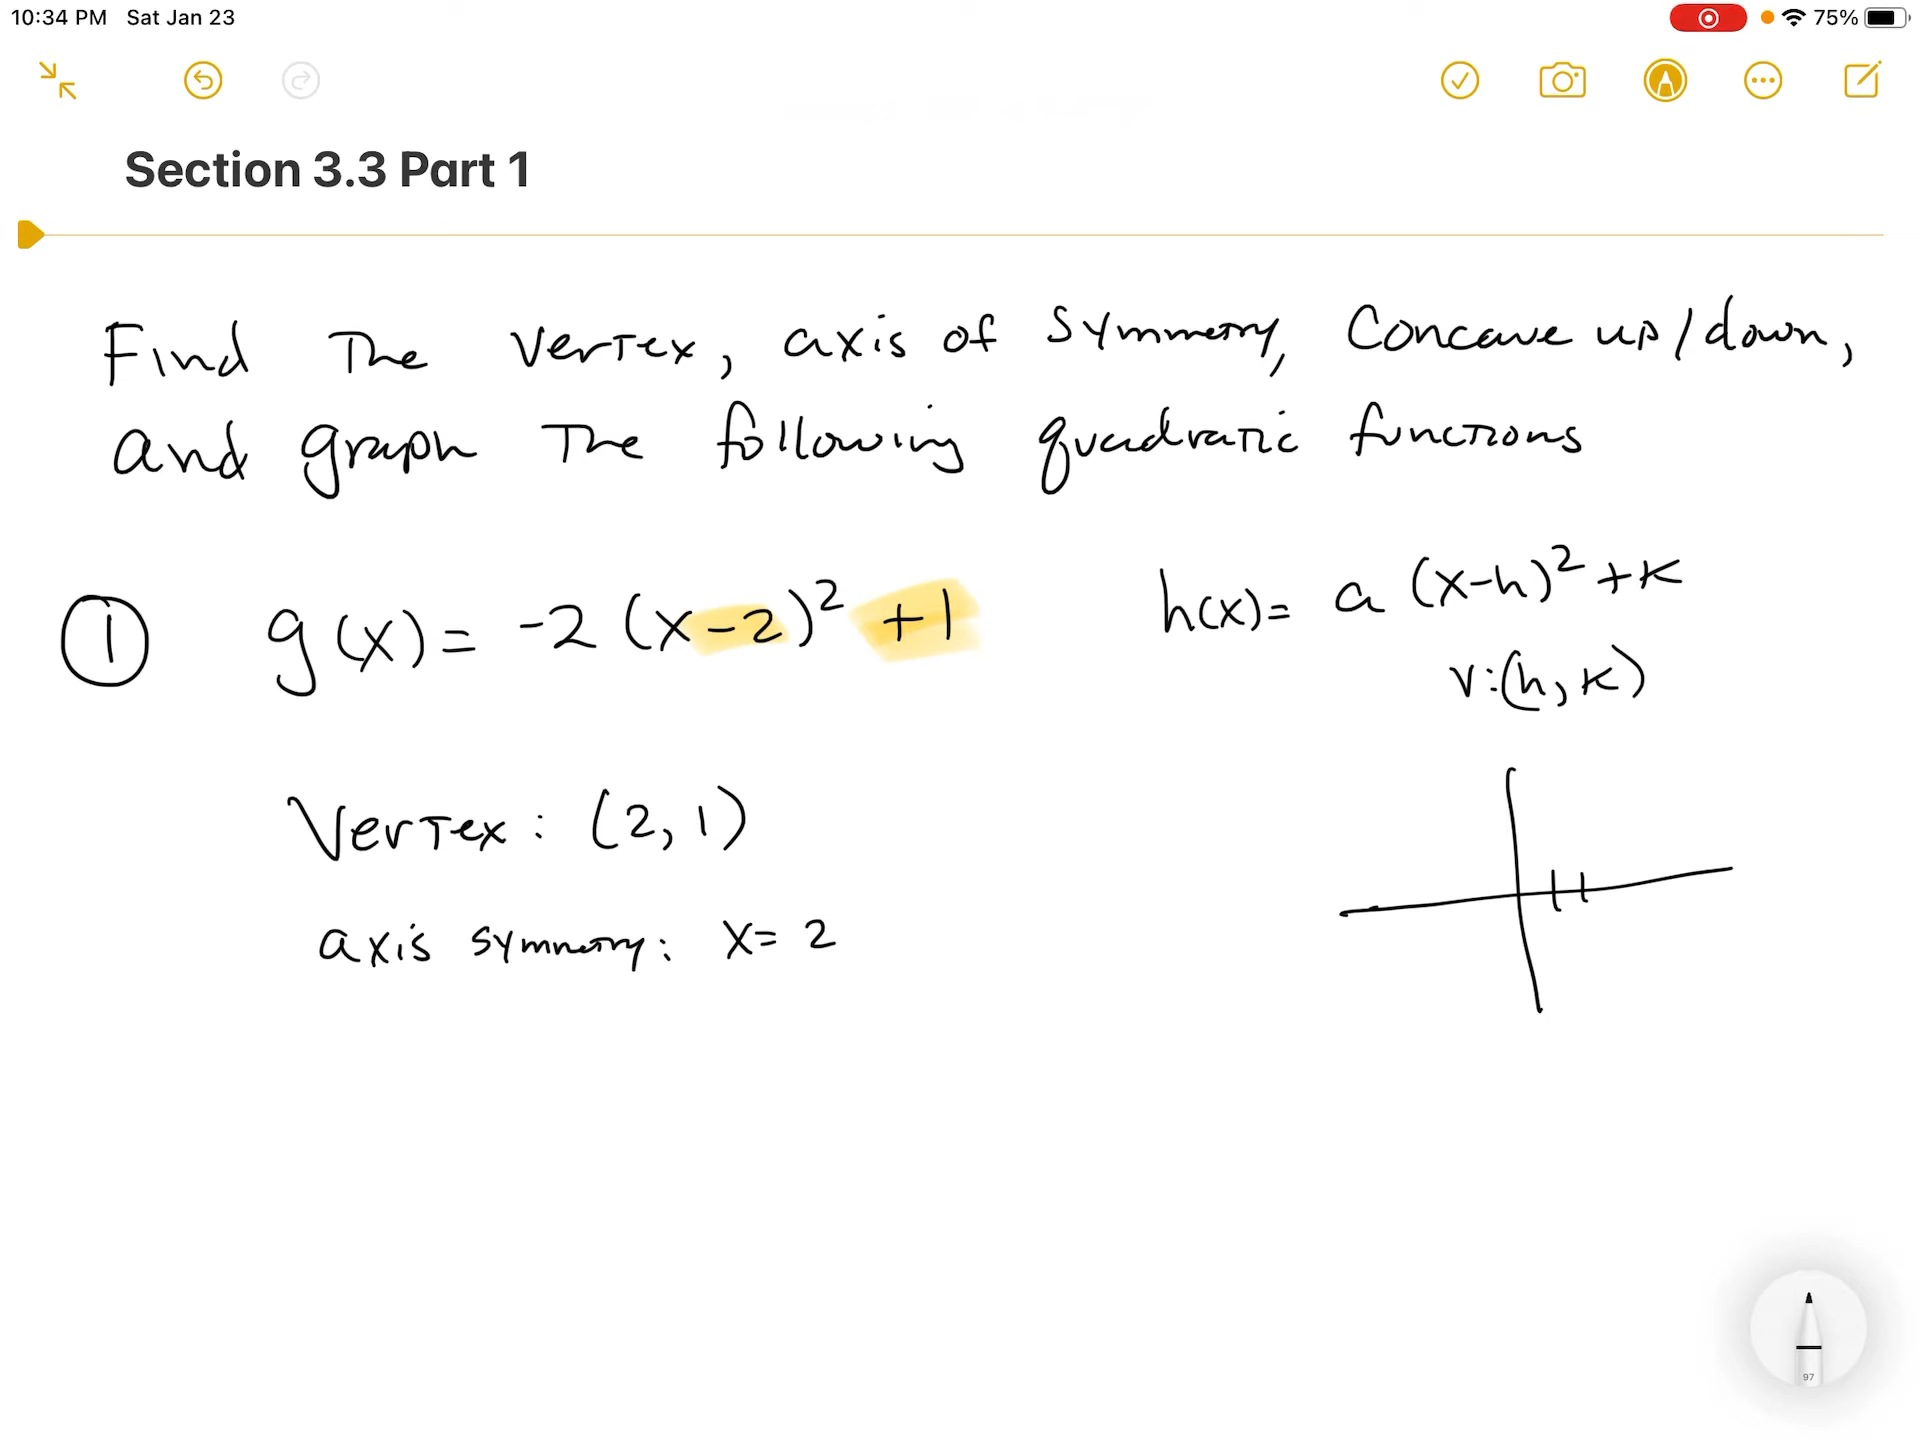 10:34 PM Sat Jan 23
75%
Section 3.3 Part 1
Find The Vertex, axis of Symmetry, Concave up/down,
and graph The following quadratic functions
① g(x) = -2 (x-2)² +1
h(x) = a (x-h)² + k
v:(h, k)
Vertex: (2, 1)
axis symmetry: x = 2
97